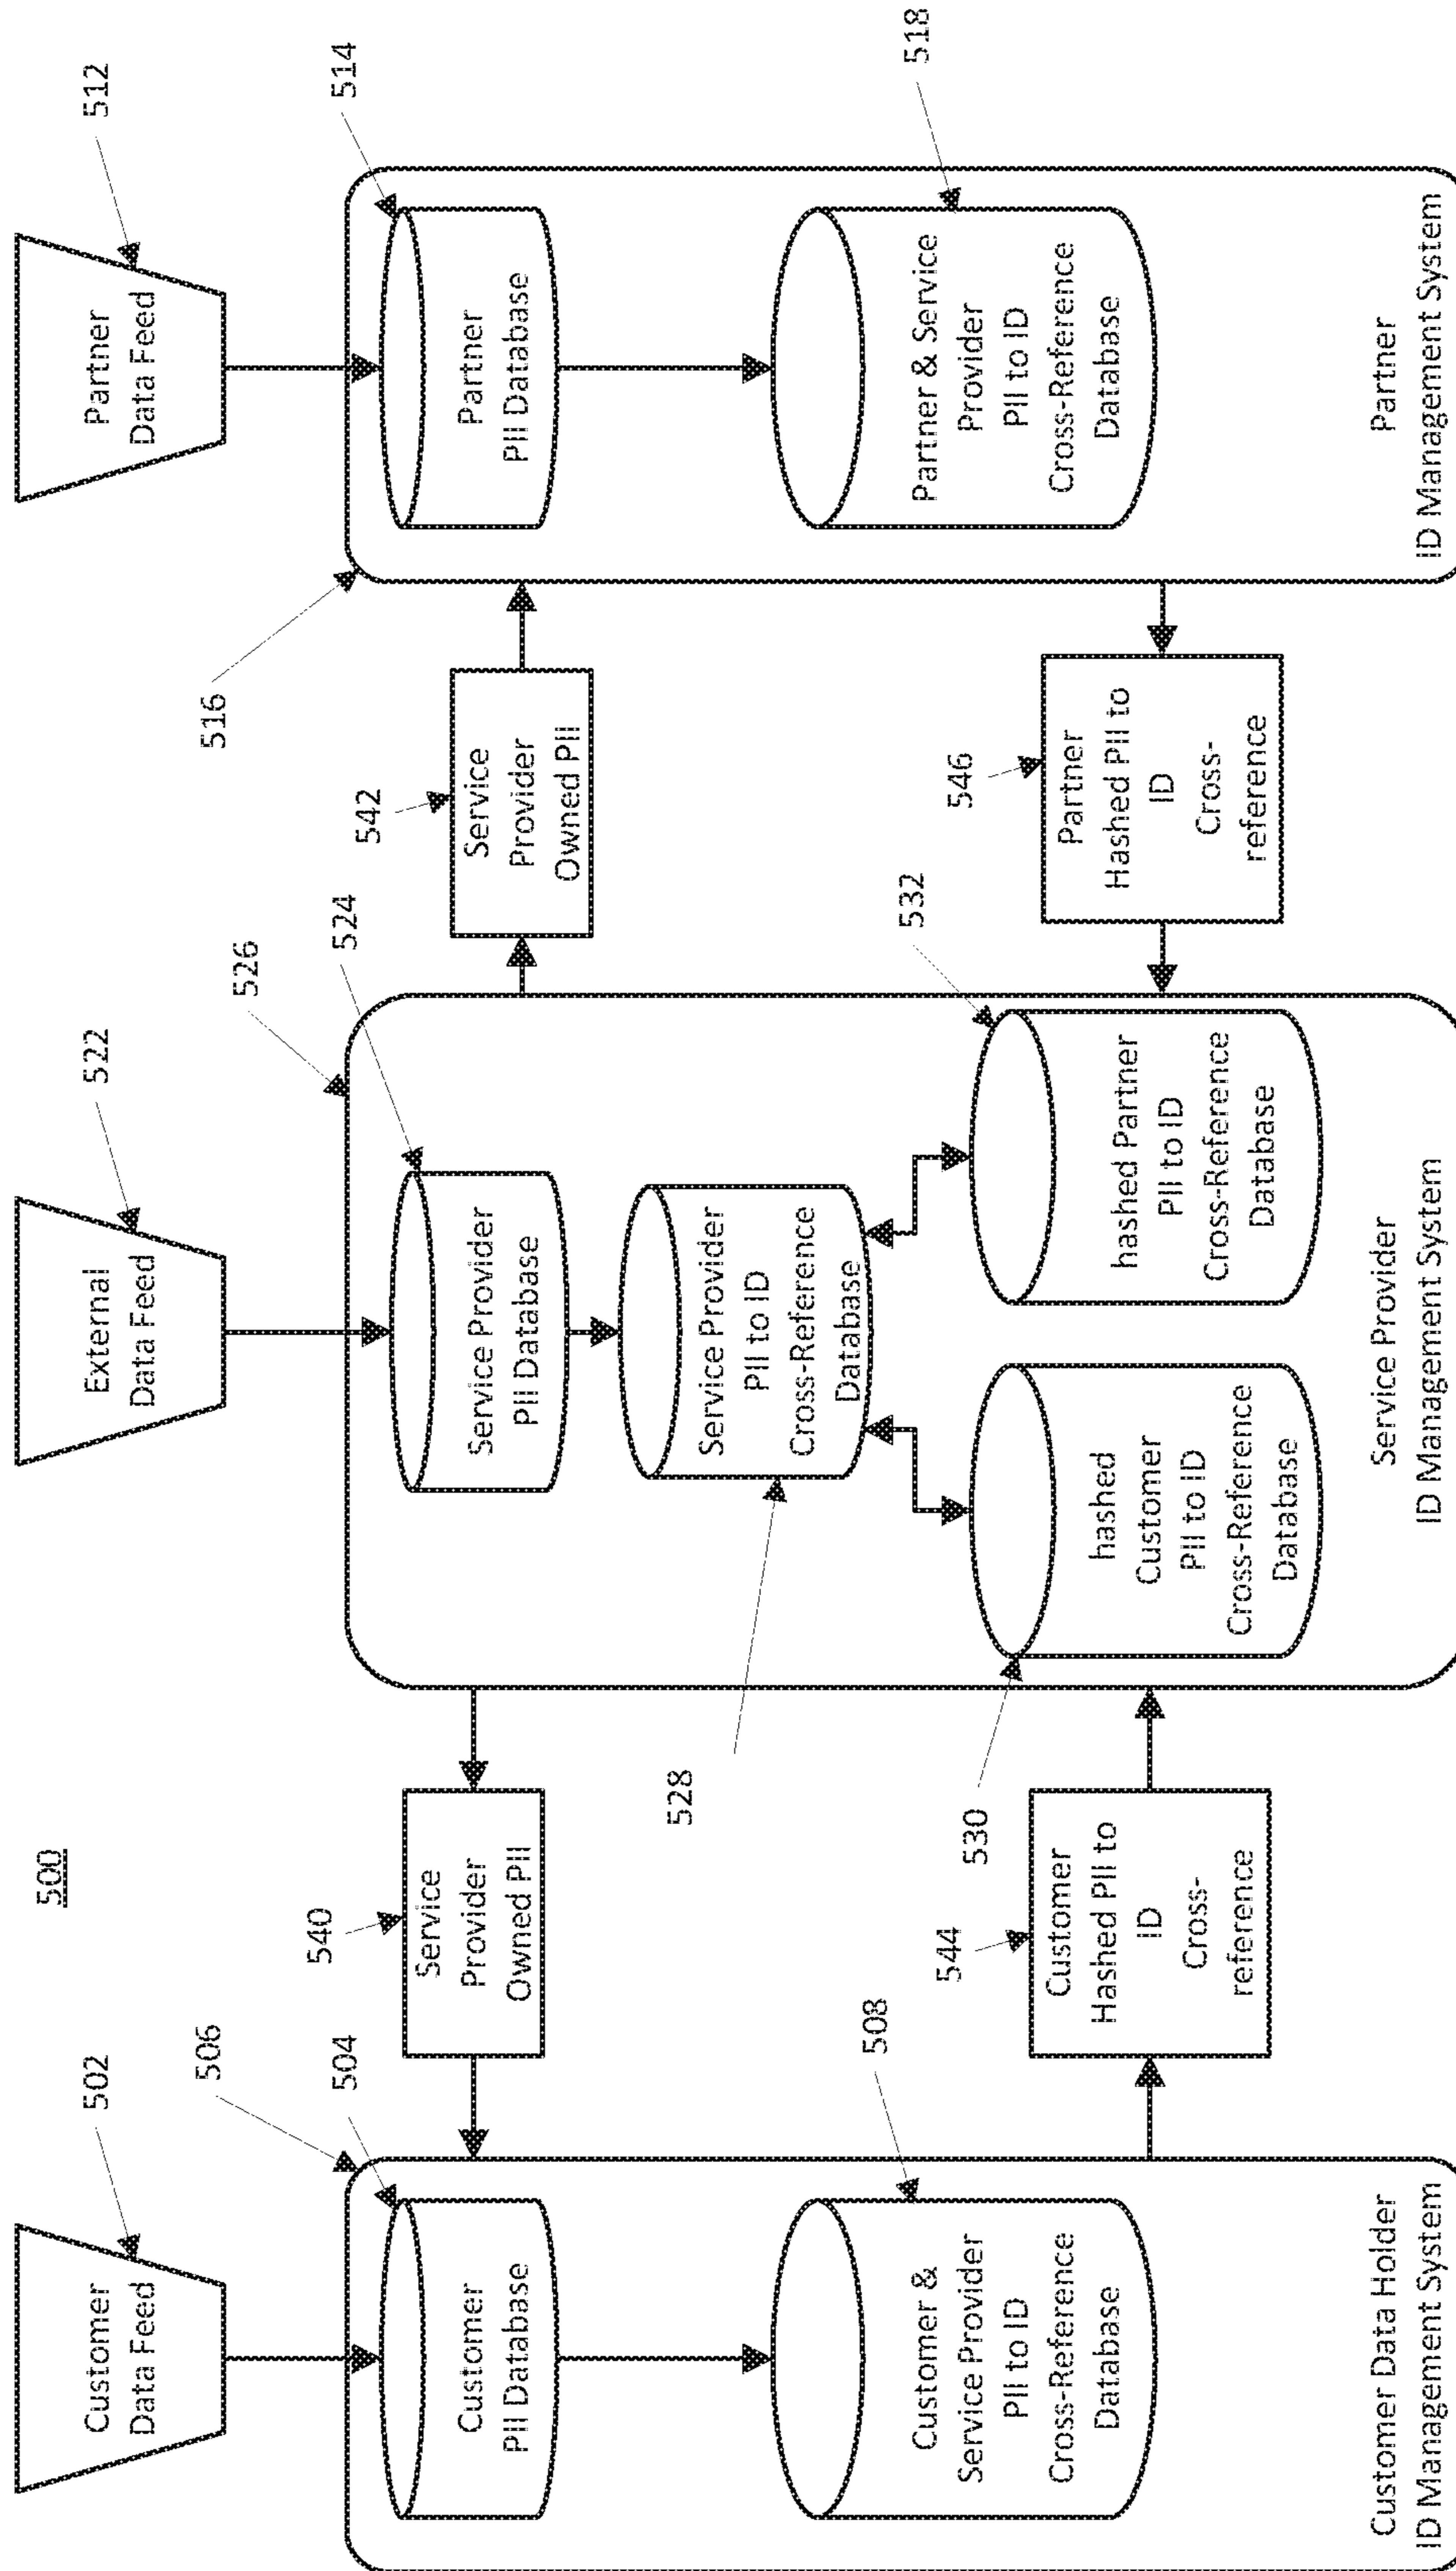 500
502
Customer
Data Feed
506
504
Customer
PII Database
508
Customer &
Service Provider
PII to ID
Cross-Reference
Database
Customer Data Holder
ID Management System
540
Service
Provider
Owned PII
544
Customer
Hashed PII to
ID
Cross-
reference
522
External
Data Feed
526
524
Service Provider
PII Database
528
Service Provider
PII to ID
Cross-Reference
Database
530
hashed
Customer
PII to ID
Cross-Reference
Database
532
hashed Partner
PII to ID
Cross-Reference
Database
Service Provider
ID Management System
542
Service
Provider
Owned PII
546
Partner
Hashed PII to
ID
Cross-
reference
512
Partner
Data Feed
516
514
Partner
PII Database
518
Partner & Service
Provider
PII to ID
Cross-Reference
Database
Partner
ID Management System